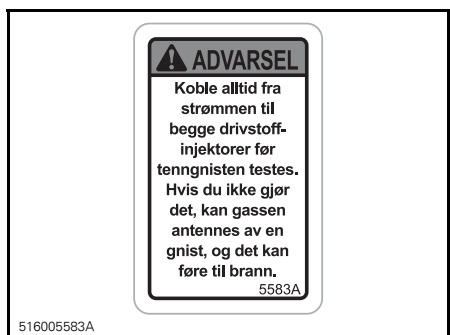 ADVARSEL
Koble alltid fra
strømmen til
begge drivstoff-
injektorer før
tenngnisten testes.
Hvis du ikke gjør
det, kan gassen
antennes av en
gnist, og det kan
føre til brann.
5583A
516005583A